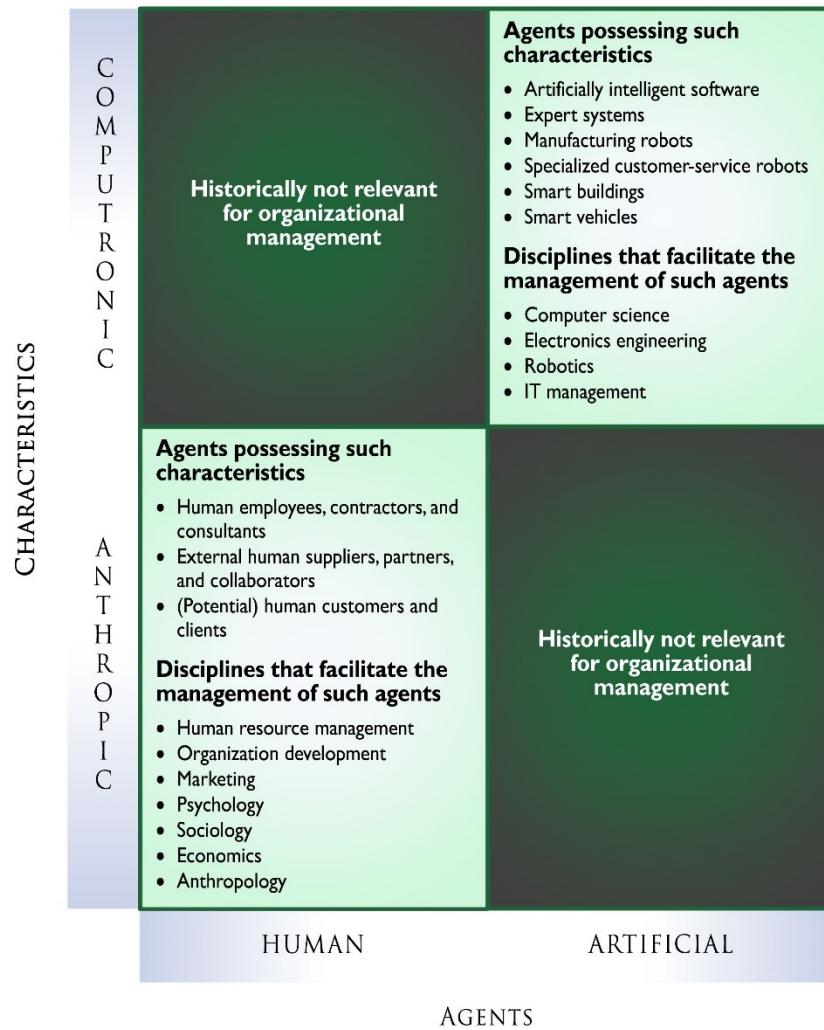 CHARACTERISTICS
COMPUTRONIC
Historically not relevant
for organizational
management
Agents possessing such
characteristics
• Artificially intelligent software
• Expert systems
• Manufacturing robots
• Specialized customer-service robots
• Smart buildings
• Smart vehicles
Disciplines that facilitate the
management of such agents
• Computer science
• Electronics engineering
• Robotics
• IT management
ANTHROPIC
Agents possessing such
characteristics
• Human employees, contractors, and
consultants
• External human suppliers, partners,
and collaborators
• (Potential) human customers and
clients
Disciplines that facilitate the
management of such agents
• Human resource management
• Organization development
• Marketing
• Psychology
• Sociology
• Economics
• Anthropology
Historically not relevant
for organizational
management
HUMAN
ARTIFICIAL
AGENTS